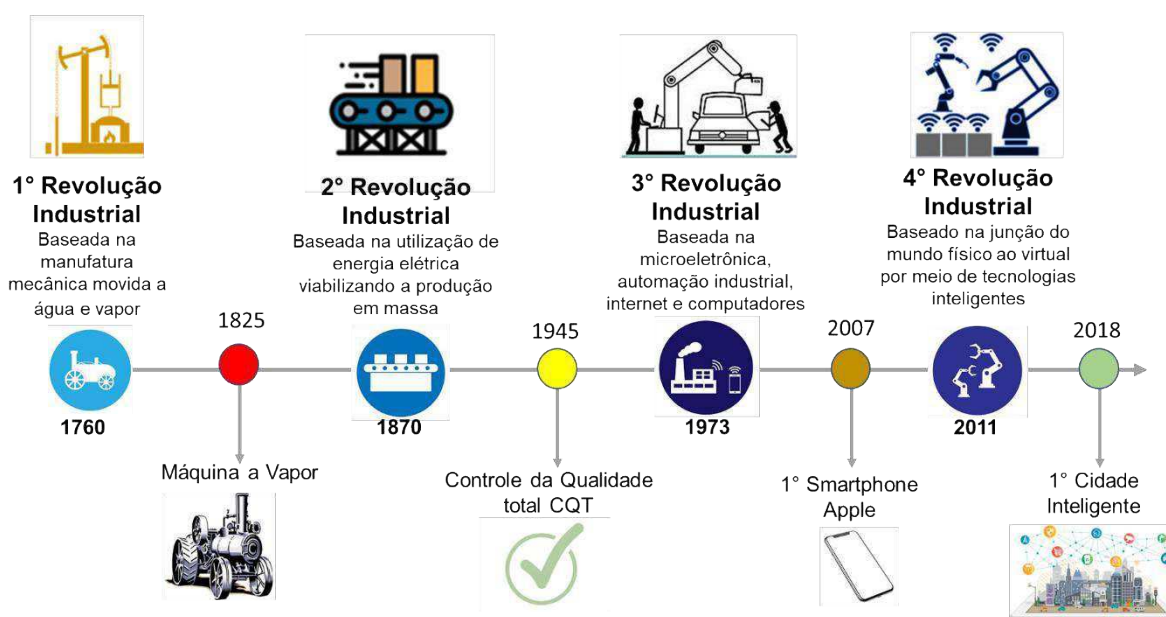 1° Revolução
Industrial
Baseada na
manufatura
mecânica movida a
água e vapor
2° Revolução
Industrial
Baseada na utilização de
energia elétrica
viabilizando a produção
em massa
3° Revolução
Industrial
Baseada na
microeletrônica,
automação industrial,
internet e computadores
4° Revolução
Industrial
Baseado na junção do
mundo físico ao virtual
por meio de tecnologias
inteligentes
1825
1945
2007
2018
1760
1870
1973
2011
Máquina a Vapor
Controle da Qualidade
total CQT
1° Smartphone
Apple
1° Cidade
Inteligente